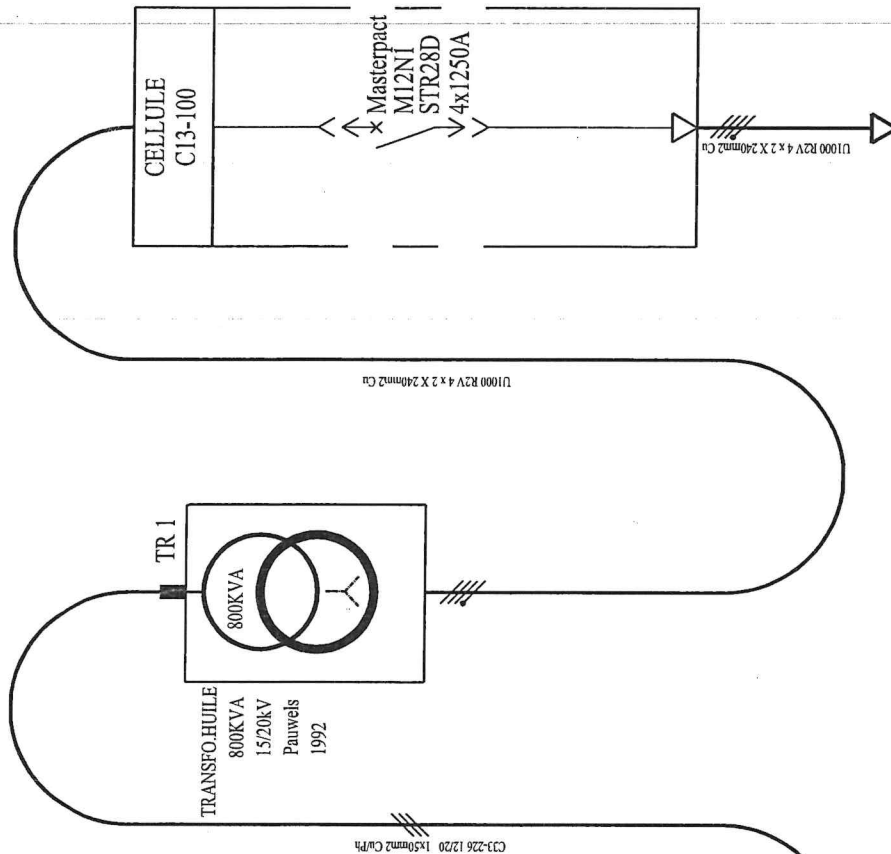 CELLULE
C13-100
Masterpact
M12N1
STR28D
4x1250A
U1000 R2V 4 x 2 X 240mm2 Cu
U1000 R2V 4 x 2 X 240mm2 Cu
TR 1
800KVA
TRANSFO.HUILE
800KVA
15/20kV
Pauwels
1992
C33-226 12/20 1x50mm2 Cu/Ph